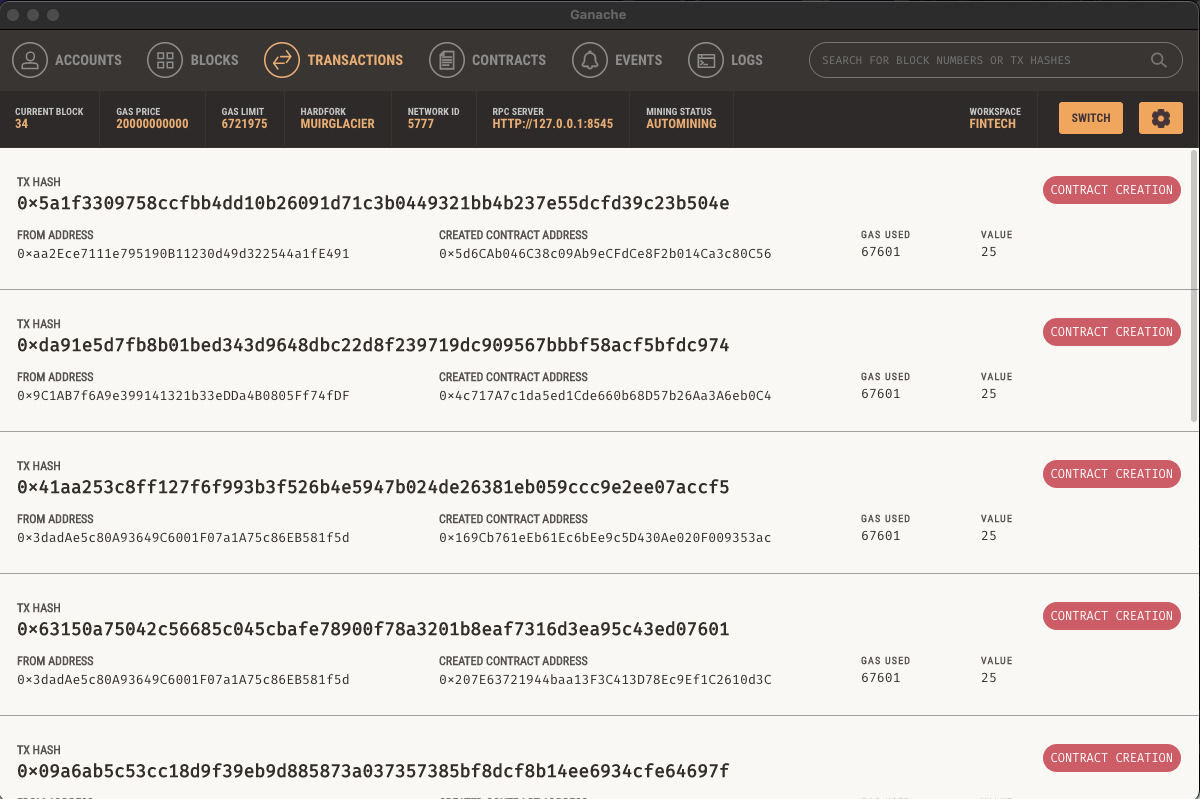 Ganache
ACCOUNTS BLOCKS TRANSACTIONS CONTRACTS EVENTS LOGS SEARCH FOR BLOCK NUMBERS OR TX HASHES
CURRENT BLOCK GAS PRICE GAS LIMIT HARDFORK NETWORK ID RPC SERVER MINING STATUS WORKSPACE
34 20000000000 6721975 MUIRGLACIER 5777 HTTP://127.0.0.1:8545 AUTOMINING FINTECH SWITCH
TX HASH
0×5a1f3309758ccfbb4dd10b26091d71c3b0449321bb4b237e55dcfd39c23b504e CONTRACT CREATION
FROM ADDRESS CREATED CONTRACT ADDRESS GAS USED VALUE
0×aa2Ece7111e795190B11230d49d322544a1fE491 0×5d6CAb046C38c09Ab9eCFdCe8F2b014Ca3c80C56 67601 25
TX HASH
0×da91e5d7fb8b01bed343d9648dbc22d8f239719dc909567bbbf58acf5bfdc974 CONTRACT CREATION
FROM ADDRESS CREATED CONTRACT ADDRESS GAS USED VALUE
0×9C1AB7f6A9e399141321b33eDDa4B0805Ff74fDF 0×4c717A7c1da5ed1Cde660b68D57b26Aa3A6eb0C4 67601 25
TX HASH
0×41aa253c8ff127f6f993b3f526b4e5947b024de26381eb059ccc9e2ee07accf5 CONTRACT CREATION
FROM ADDRESS CREATED CONTRACT ADDRESS GAS USED VALUE
0×3dadAe5c80A93649C6001F07a1A75c86EB581f5d 0×169Cb761eEb61Ec6bEe9c5D430Ae020F009353ac 67601 25
TX HASH
0×63150a75042c56685c045cbafe78900f78a3201b8eaf7316d3ea95c43ed07601 CONTRACT CREATION
FROM ADDRESS CREATED CONTRACT ADDRESS GAS USED VALUE
0×3dadAe5c80A93649C6001F07a1A75c86EB581f5d 0×207E63721944baa13F3C413D78Ec9Ef1C2610d3C 67601 25
TX HASH
0×09a6ab5c53cc18d9f39eb9d885873a037357385bf8dcf8b14ee6934cfe64697f CONTRACT CREATION